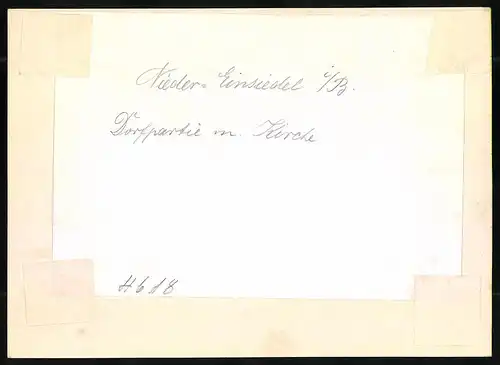 Nieder-Einsiedel i/B.
Dorfpartie m. Kirche
4618